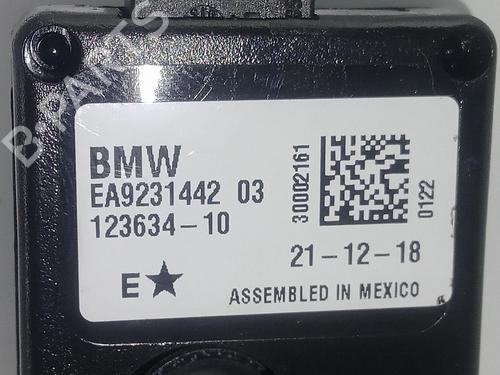 B-PARTS
BMW
EA9231442 03
123634-10
30002161
0122
21-12-18
E★
ASSEMBLED IN MEXICO